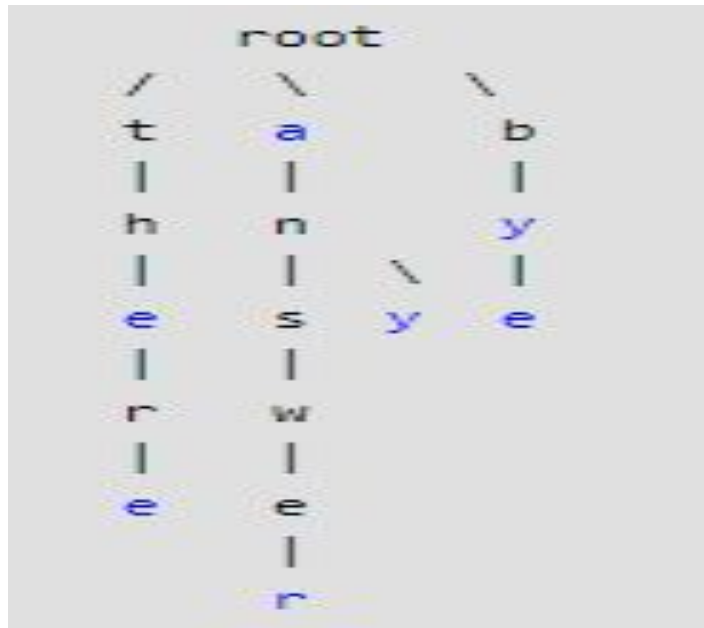 root
/ \ \
t a b
| | |
h n y
| | \ |
e s y e
| |
r w
| |
e e
|
r